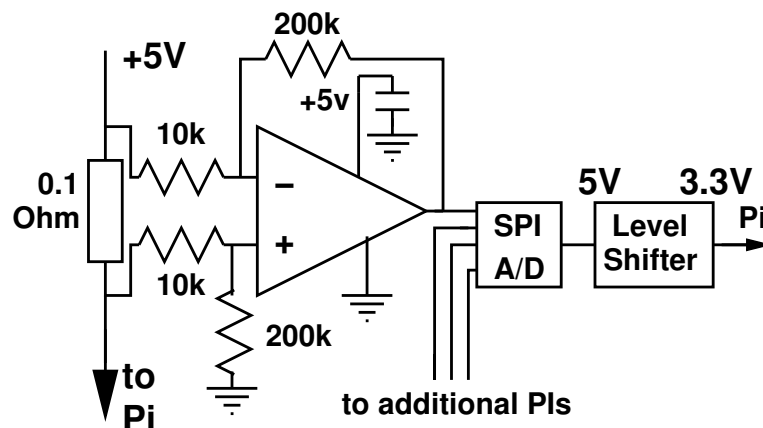 200k
+5V
+5v
10k
0.1
Ohm
5V
3.3V
Pi
SPI
A/D
Level
Shifter
10k
200k
to
Pi
to additional PIs
−
+